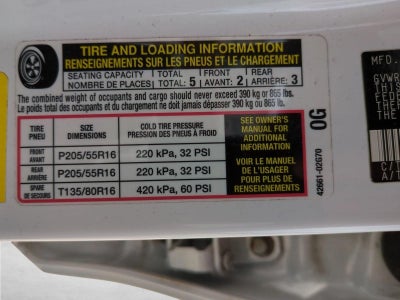 TIRE AND LOADING INFORMATION
RENSEIGNEMENTS SUR LES PNEUS ET LE CHARGEMENT
SEATING CAPACITY TOTAL FRONT REAR
NOMBRE DE PLACES: TOTAL: 5 AVANT: 2 ARRIÈRE: 3
The combined weight of occupants and cargo should never exceed 390 kg or 865 lbs.
Le poids total des occupants et du chargement ne doit jamais dépasser 390 kg ou 865 lb.
TIRE SIZE COLD TIRE PRESSURE
PNEU DIMENSIONS PRESSION DES PNEUS À FROID
FRONT
AVANT P205/55R16 220 kPa, 32 PSI
REAR
ARRIÈRE P205/55R16 220 kPa, 32 PSI
SPARE
DE SECOURS T135/80R16 420 kPa, 60 PSI
SEE OWNER'S
MANUAL FOR
ADDITIONAL
INFORMATION
VOIR LE MANUEL
DE L'USAGER
POUR PLUS DE
RENSEIGNEMENTS
0G
42661-02G70
MFD.
GVWR
THIS